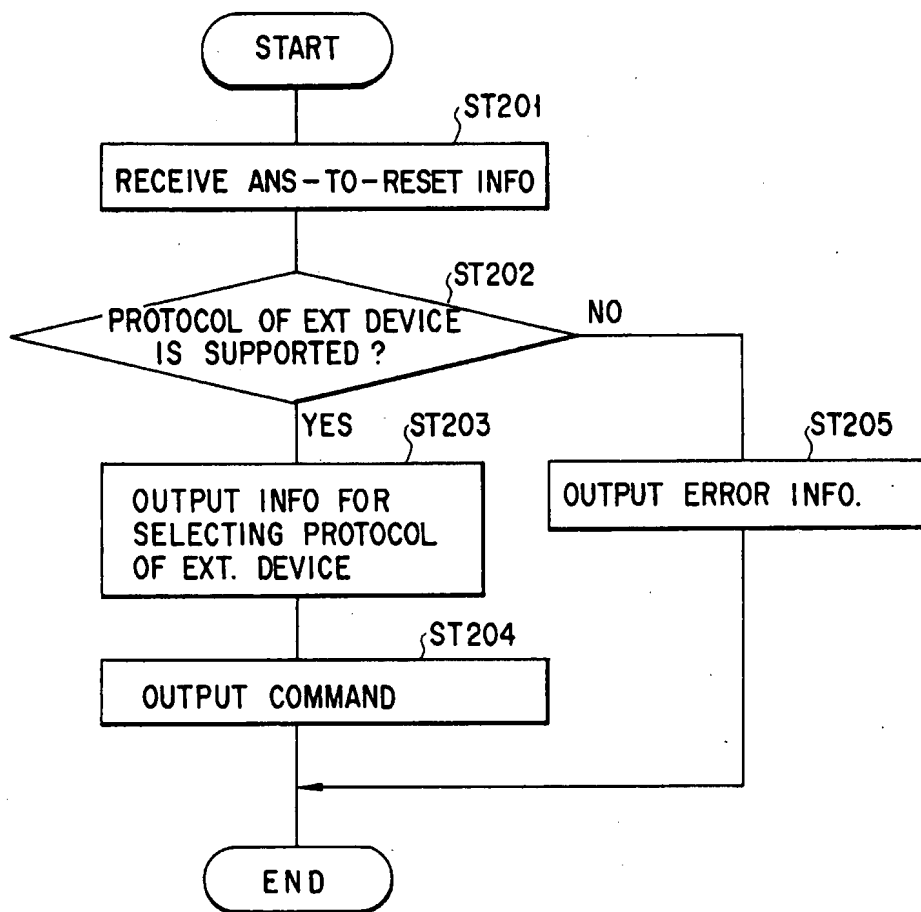 START
ST201
RECEIVE ANS-TO-RESET INFO
ST202
PROTOCOL OF EXT DEVICE
IS SUPPORTED?
NO
YES
ST203
OUTPUT INFO FOR
SELECTING PROTOCOL
OF EXT. DEVICE
ST205
OUTPUT ERROR INFO.
ST204
OUTPUT COMMAND
END